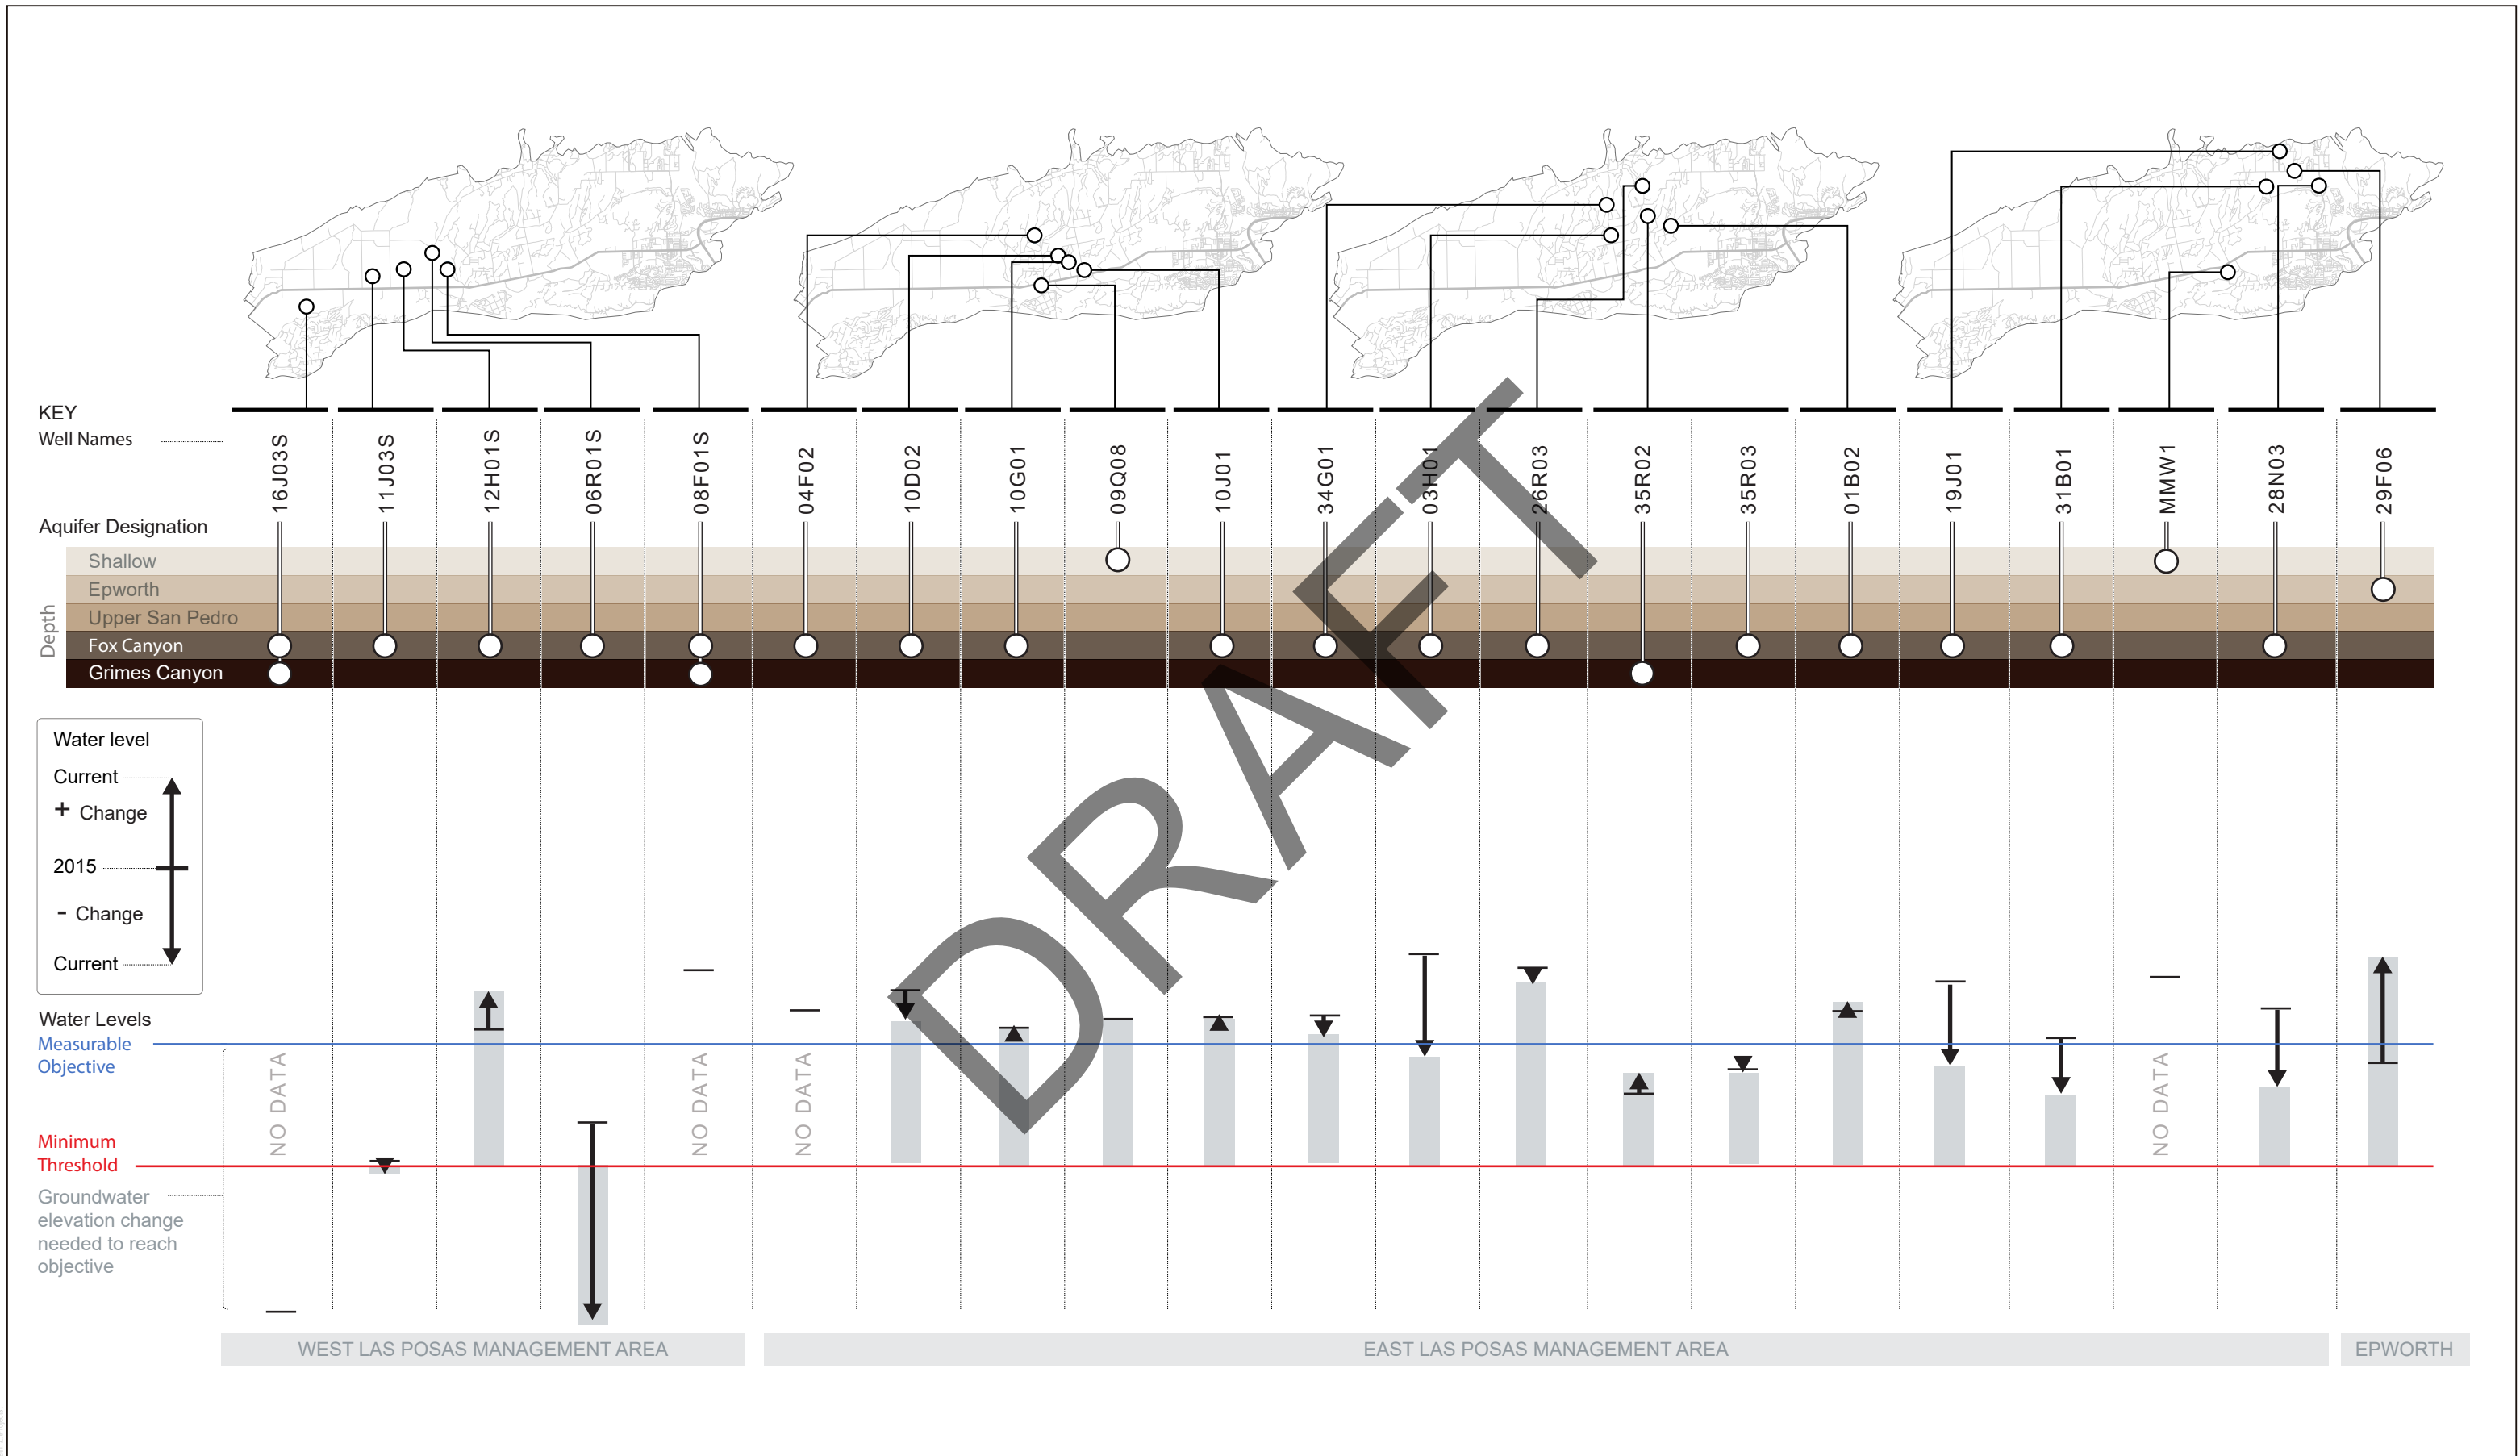 KEY
Well Names
16J03S
11J03S
12H01S
06R01S
08F01S
04F02
10D02
10G01
09Q08
10J01
34G01
03H01
26R03
35R02
35R03
01B02
19J01
31B01
MMW1
28N03
29F06
Aquifer Designation
Depth
Shallow
Epworth
Upper San Pedro
Fox Canyon
Grimes Canyon
Water level
Current
+ Change
2015
- Change
Current
DRAFT
Water Levels
Measurable
Objective
NO DATA
NO DATA
NO DATA
NO DATA
Minimum
Threshold
Groundwater
elevation change
needed to reach
objective
WEST LAS POSAS MANAGEMENT AREA
EAST LAS POSAS MANAGEMENT AREA
EPWORTH